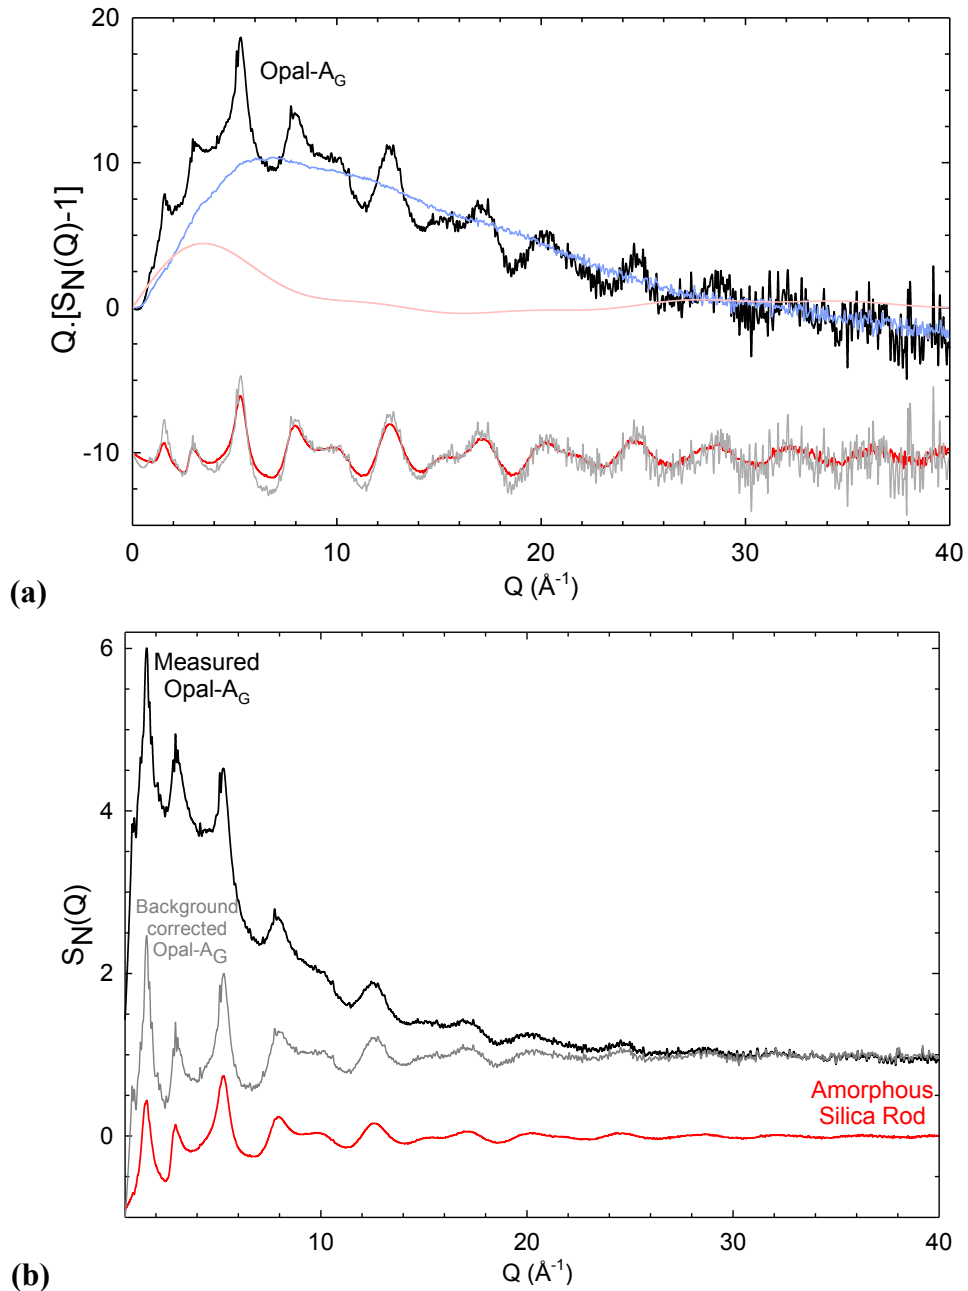 20
10
0
-10
Q.[S_N(Q)-1]
Opal-A_G
0
10
20
30
40
Q (Å^-1)
(a)
6
4
2
0
S_N(Q)
Measured
Opal-A_G
Background
corrected
Opal-A_G
Amorphous
Silica Rod
10
20
30
40
Q (Å^-1)
(b)